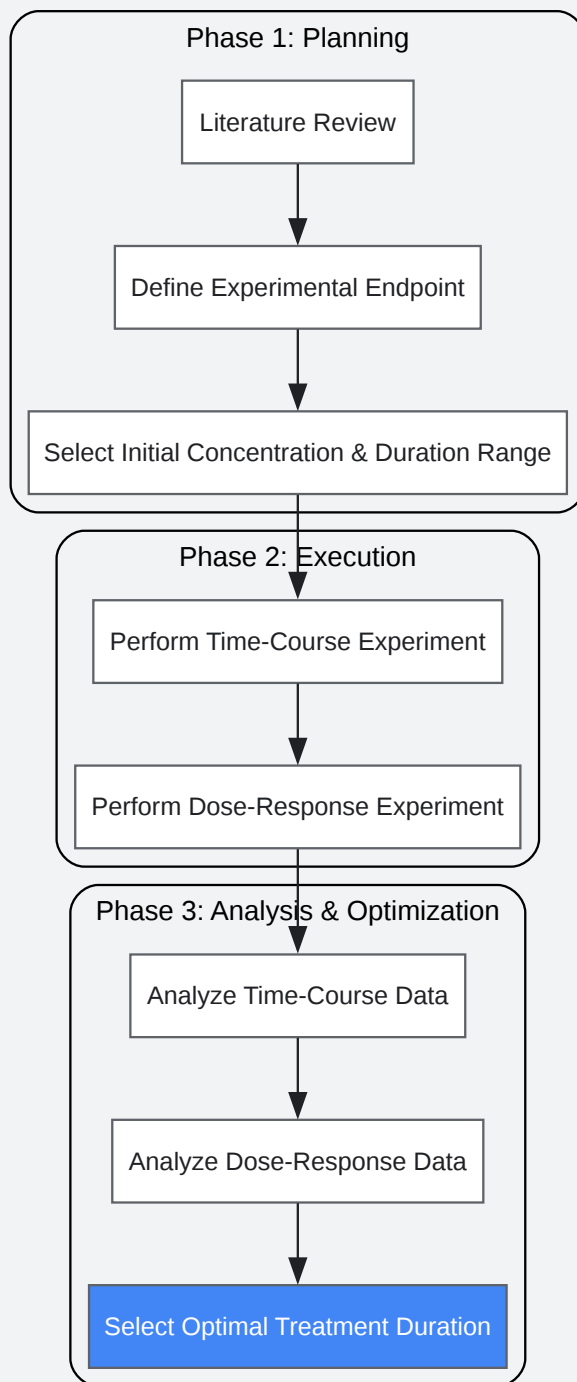 Phase 1: Planning
Literature Review
Define Experimental Endpoint
Select Initial Concentration & Duration Range
Phase 2: Execution
Perform Time-Course Experiment
Perform Dose-Response Experiment
Phase 3: Analysis & Optimization
Analyze Time-Course Data
Analyze Dose-Response Data
Select Optimal Treatment Duration